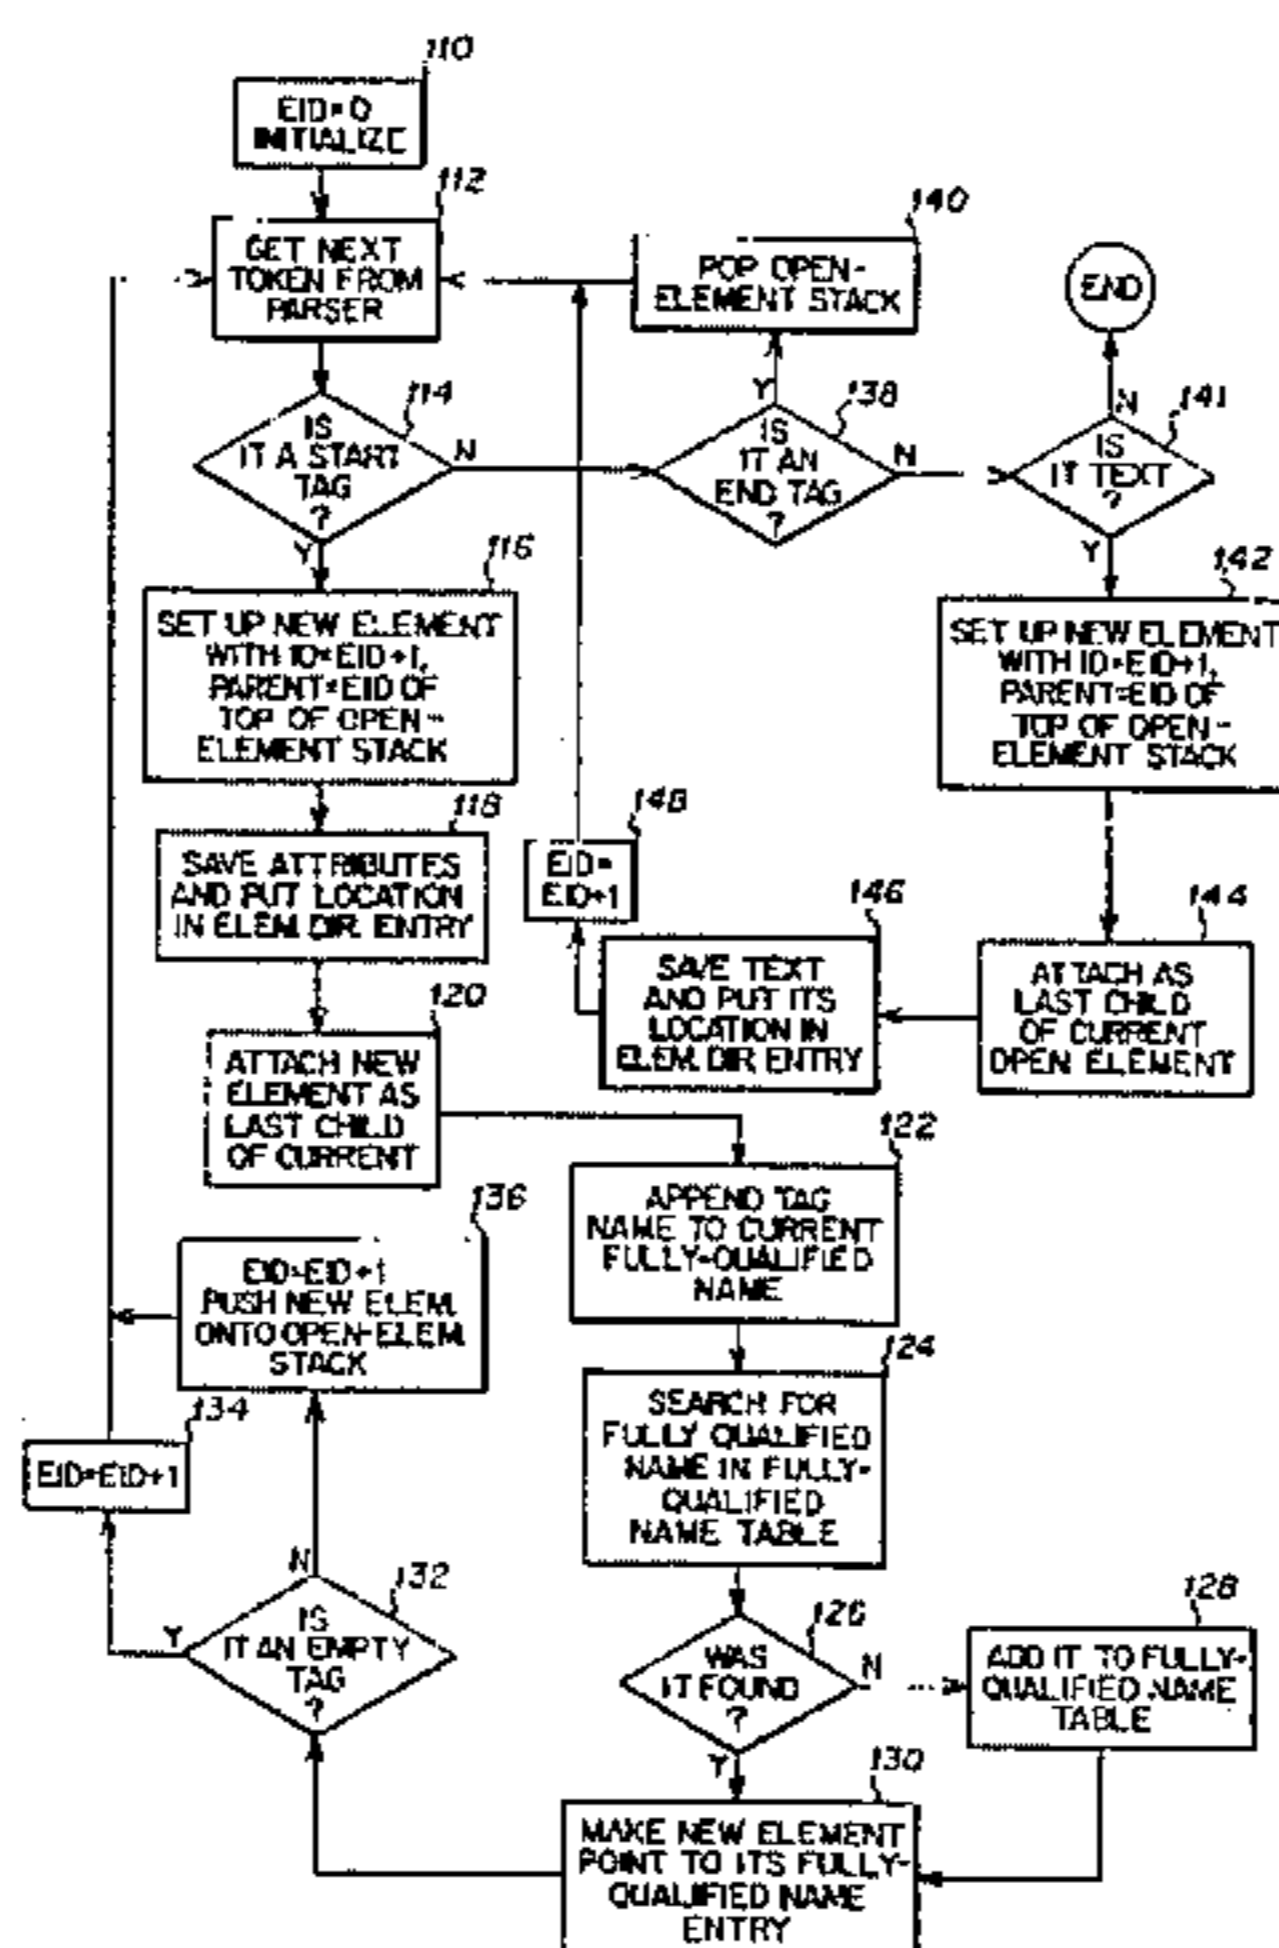 110
EID=0
INITIALIZE
112
GET NEXT
TOKEN FROM
PARSER
140
POP OPEN-
ELEMENT STACK
END
114
IS
IT A START
TAG
?
N
Y
138
Y
IS
IT AN
END TAG
?
N
141
N
IS
IT TEXT
?
Y
116
SET UP NEW ELEMENT
WITH ID=EID+1,
PARENT=EID OF
TOP OF OPEN-
ELEMENT STACK
142
SET UP NEW ELEMENT
WITH ID=EID+1,
PARENT=EID OF
TOP OF OPEN-
ELEMENT STACK
118
SAVE ATTRIBUTES
AND PUT LOCATION
IN ELEM. DIR. ENTRY
148
EID=
EID+1
146
SAVE TEXT
AND PUT ITS
LOCATION IN
ELEM. DIR ENTRY
144
ATTACH AS
LAST CHILD
OF CURRENT
OPEN ELEMENT
120
ATTACH NEW
ELEMENT AS
LAST CHILD
OF CURRENT
122
APPEND TAG
NAME TO CURRENT
FULLY-QUALIFIED
NAME
136
EID=EID+1
PUSH NEW ELEM.
ONTO OPEN-ELEM.
STACK
124
SEARCH FOR
FULLY QUALIFIED
NAME IN FULLY-
QUALIFIED
NAME TABLE
134
EID=EID+1
132
N
IS
IT AN EMPTY
TAG
?
Y
126
WAS
IT FOUND
?
N
Y
128
ADD IT TO FULLY-
QUALIFIED NAME
TABLE
130
MAKE NEW ELEMENT
POINT TO ITS FULLY-
QUALIFIED NAME
ENTRY